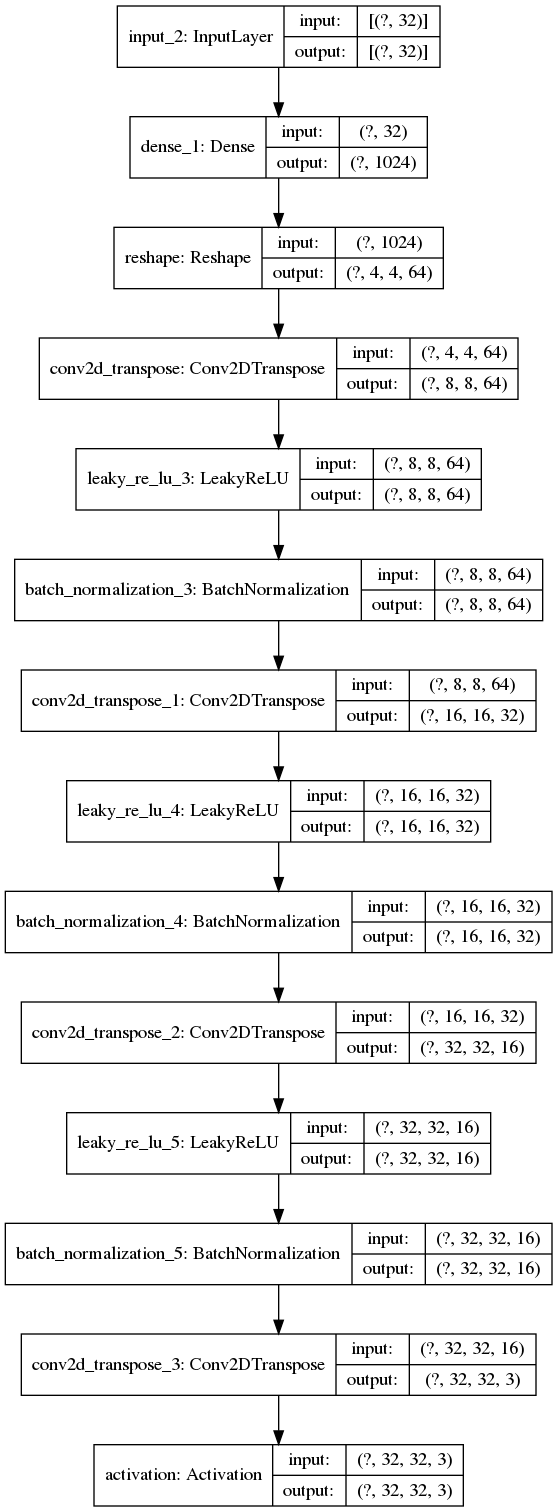 input_2: InputLayer
input:
[(?, 32)]
output:
[(?, 32)]
dense_1: Dense
input:
(?, 32)
output:
(?, 1024)
reshape: Reshape
input:
(?, 1024)
output:
(?, 4, 4, 64)
conv2d_transpose: Conv2DTranspose
input:
(?, 4, 4, 64)
output:
(?, 8, 8, 64)
leaky_re_lu_3: LeakyReLU
input:
(?, 8, 8, 64)
output:
(?, 8, 8, 64)
batch_normalization_3: BatchNormalization
input:
(?, 8, 8, 64)
output:
(?, 8, 8, 64)
conv2d_transpose_1: Conv2DTranspose
input:
(?, 8, 8, 64)
output:
(?, 16, 16, 32)
leaky_re_lu_4: LeakyReLU
input:
(?, 16, 16, 32)
output:
(?, 16, 16, 32)
batch_normalization_4: BatchNormalization
input:
(?, 16, 16, 32)
output:
(?, 16, 16, 32)
conv2d_transpose_2: Conv2DTranspose
input:
(?, 16, 16, 32)
output:
(?, 32, 32, 16)
leaky_re_lu_5: LeakyReLU
input:
(?, 32, 32, 16)
output:
(?, 32, 32, 16)
batch_normalization_5: BatchNormalization
input:
(?, 32, 32, 16)
output:
(?, 32, 32, 16)
conv2d_transpose_3: Conv2DTranspose
input:
(?, 32, 32, 16)
output:
(?, 32, 32, 3)
activation: Activation
input:
(?, 32, 32, 3)
output:
(?, 32, 32, 3)